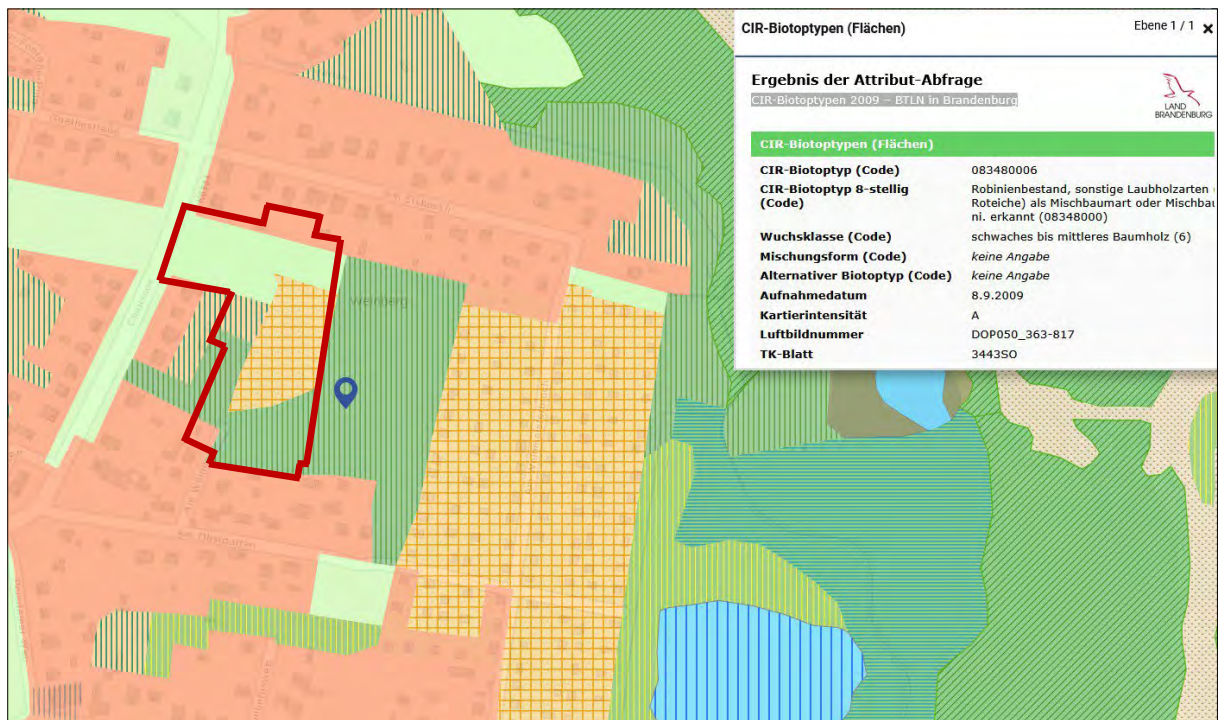 CIR-Biotoptypen (Flächen)
Ebene 1 / 1 ×
Ergebnis der Attribut-Abfrage
CIR-Biotoptypen 2009 – BTLN in Brandenburg
LAND
BRANDENBURG
CIR-Biotoptypen (Flächen)
CIR-Biotoptyp (Code) 083480006
CIR-Biotoptyp 8-stellig (Code) Robinienbestand, sonstige Laubholzarten
Roteiche) als Mischbaumart oder Mischbau
ni. erkannt (08348000)
Wuchsklasse (Code) schwaches bis mittleres Baumholz (6)
Mischungsform (Code) keine Angabe
Alternativer Biotoptyp (Code) keine Angabe
Aufnahmedatum 8.9.2009
Kartierintensität A
Luftbildnummer DOP050_363-817
TK-Blatt 3443SO
Weinberg
Am Obstgarten